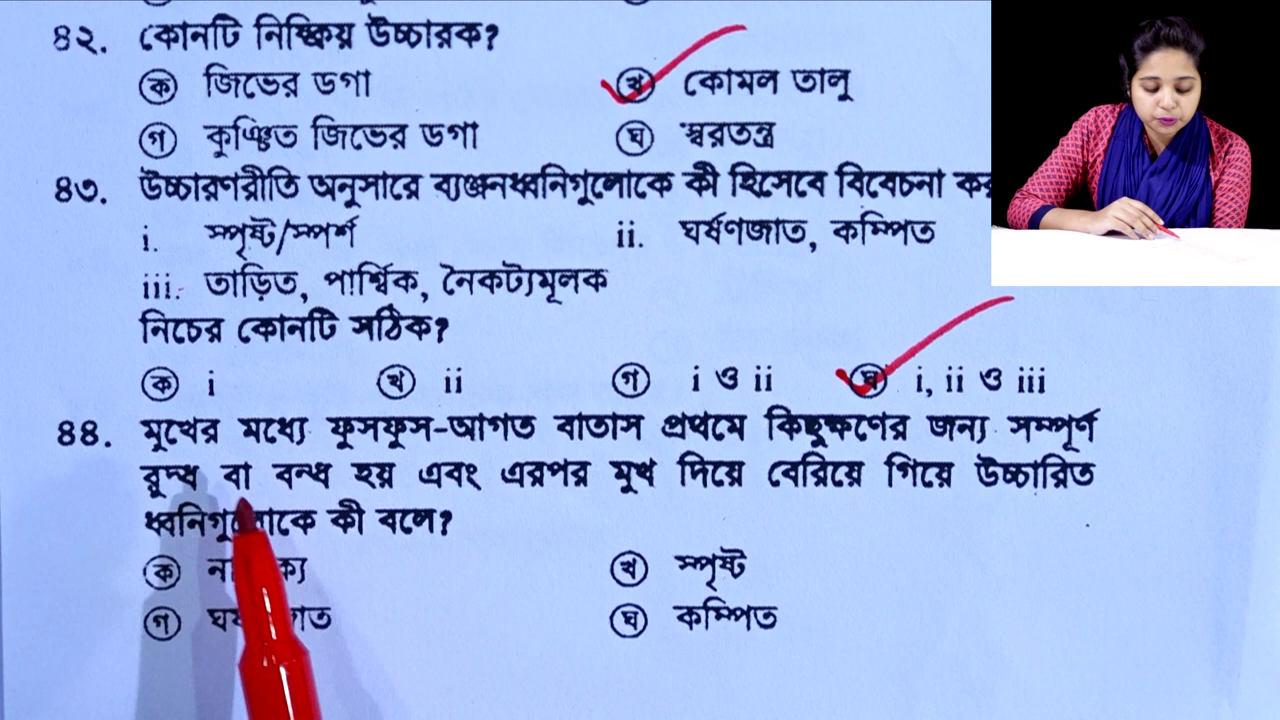 ৪২. কোনটি নিষ্ক্রিয় উচ্চারক?
ক জিভের ডগা খ কোমল তালু
গ কুঞ্চিত জিভের ডগা ঘ স্বরতন্ত্র
৪৩. উচ্চারণরীতি অনুসারে ব্যঞ্জনধ্বনিগুলোকে কী হিসেবে বিবেচনা
i. স্পৃষ্ট/স্পর্শ ii. ঘর্ষণজাত, কম্পিত
iii. তাড়িত, পার্শ্বিক, নৈকট্যমূলক
নিচের কোনটি সঠিক?
ক i খ ii গ i ও ii ঘ i, ii ও iii
৪৪. মুখের মধ্যে ফুসফুস-আগত বাতাস প্রথমে কিছুক্ষণের জন্য সম্পূর্ণ
রুদ্ধ বা বন্ধ হয় এবং এরপর মুখ দিয়ে বেরিয়ে গিয়ে উচ্চারিত
ধ্বনিগুলোকে কী বলে?
ক খ স্পৃষ্ট
গ ঘ কম্পিত